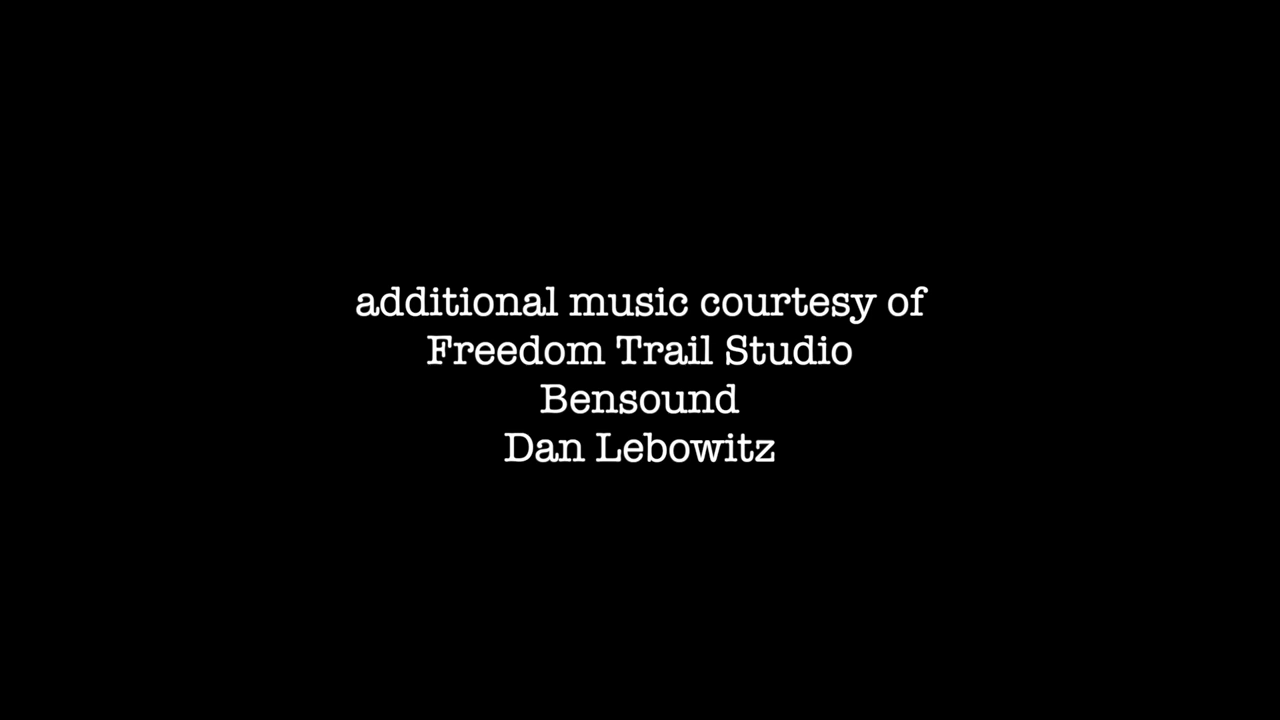 additional music courtesy of
Freedom Trail Studio
Bensound
Dan Lebowitz